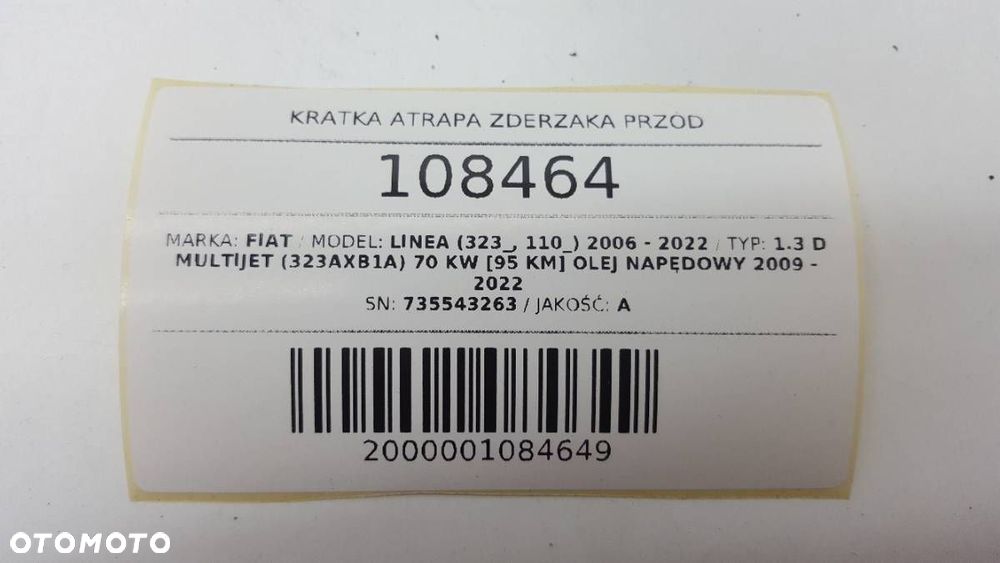 KRATKA ATRAPA ZDERZAKA PRZOD
108464
MARKA: FIAT / MODEL: LINEA (323_, 110_) 2006 - 2022 / TYP: 1.3 D
MULTIJET (323AXB1A) 70 KW [95 KM] OLEJ NAPĘDOWY 2009 -
2022
SN: 735543263 / JAKOŚĆ: A
2000001084649
OTOMOTO